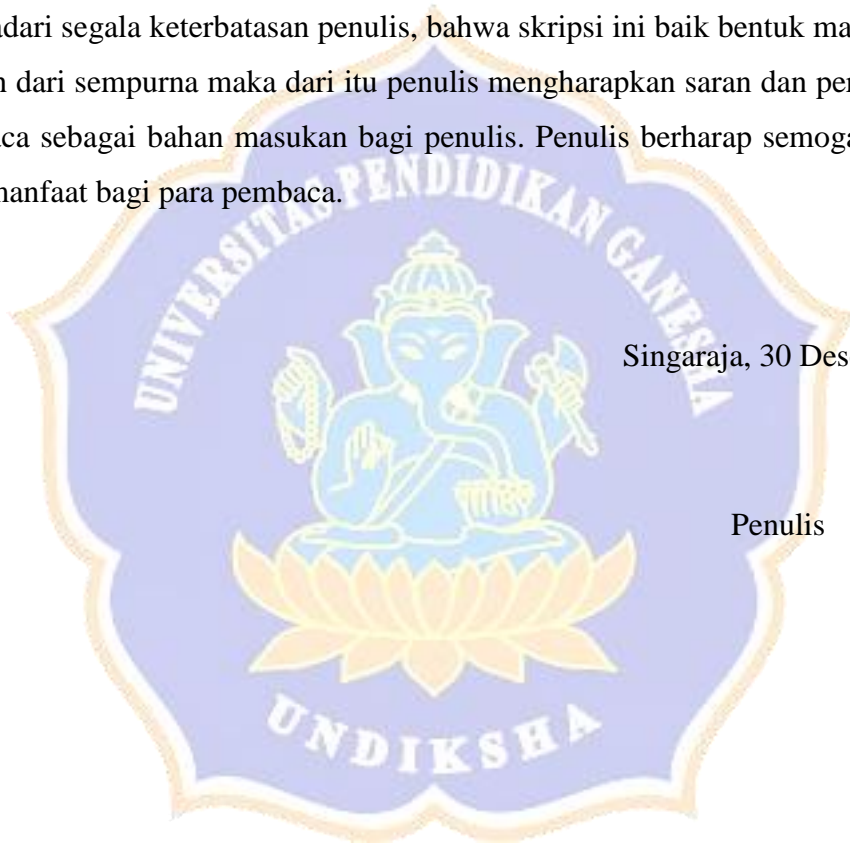 adari segala keterbatasan penulis, bahwa skripsi ini baik bentuk ma
n dari sempurna maka dari itu penulis mengharapkan saran dan per
aca sebagai bahan masukan bagi penulis. Penulis berharap semoga
nanfaat bagi para pembaca.
UNIVERSITAS PENDIDIKAN GANESHA
Singaraja, 30 Des
Penulis
UNDIKSHA